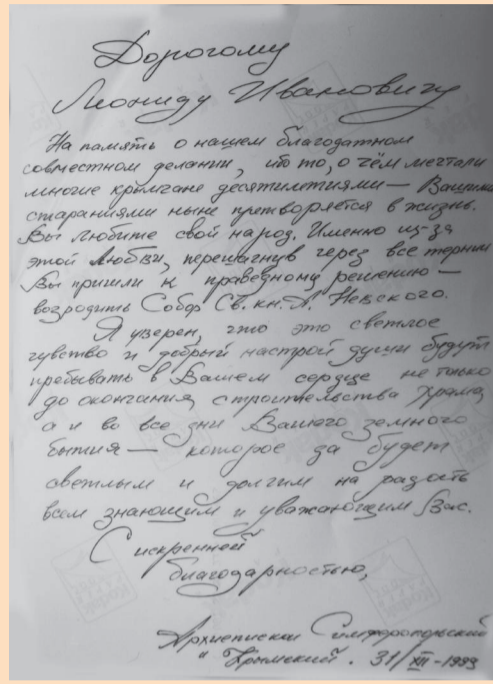 Дорогому
Леониду Ивановичу
На память о нашем благодатном
совместном делании, что то, о чём мечтали
многие крымчане десятилетиями — Вашими
стараниями ныне претворяется в жизнь.
Вы любите свой народ. Именно из-за
этой любви, перешагнув через все тернии
Вы пришли к праведному решению —
возродить Собор Св. кн. А. Невского.
Я уверен, что это светлое
чувство и добрый настрой души будут
пребывать в Вашем сердце не только
до окончания строительства Храма,
а и во все дни Вашего земного
бытия — которое да будет
светлым и долгим на радость
всем знающим и уважающим Вас.
С искренней
благодарностью,
Архиепископ Симферопольский
и Крымский. 31/XII-1999